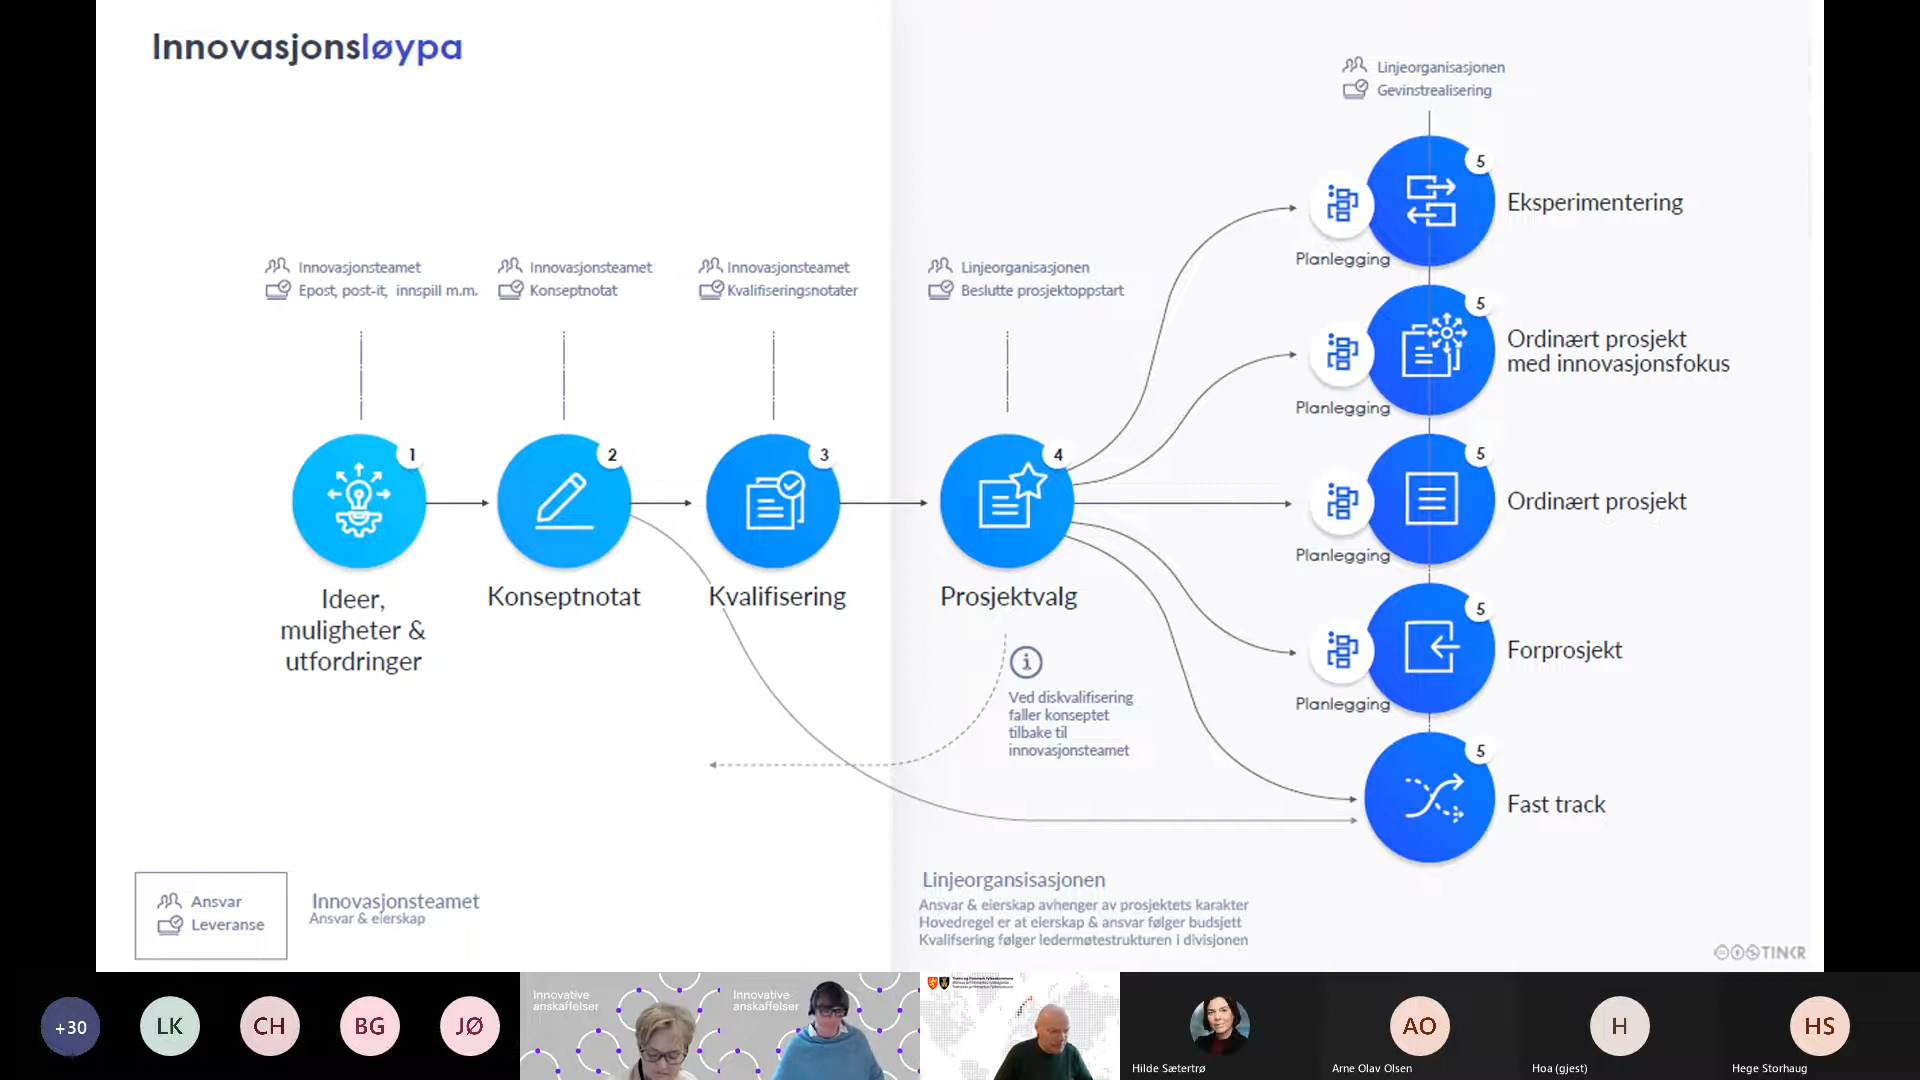 Innovasjonsløypa
Linjeorganisasjonen
Gevinstrealisering
5
Eksperimentering
Planlegging
Innovasjonsteamet
Epost, post-it, innspill m.m.
Innovasjonsteamet
Konseptnotat
Innovasjonsteamet
Kvalifiseringsnotater
Linjeorganisasjonen
Beslutte prosjektoppstart
5
Ordinært prosjekt
med innovasjonsfokus
Planlegging
1
2
3
4
5
Ordinært prosjekt
Planlegging
Ideer,
muligheter &
utfordringer
Konseptnotat
Kvalifisering
Prosjektvalg
5
Forprosjekt
Planlegging
Ved diskvalifisering
faller konseptet
tilbake til
innovasjonsteamet
5
Fast track
Ansvar
Leveranse
Innovasjonsteamet
Ansvar & eierskap
Linjeorgansisasjonen
Ansvar & eierskap avhenger av prosjektets karakter
Hovedregel er at eierskap & ansvar følger budsjett
Kvalifsering følger ledermøtestrukturen i divisjonen
TINKR
+30
LK
CH
BG
JØ
Innovative
anskaffelser
Innovative
anskaffelser
Hilde Sætertrø
AO
Arne Olav Olsen
H
Hoa (gjest)
HS
Hege Storhaug